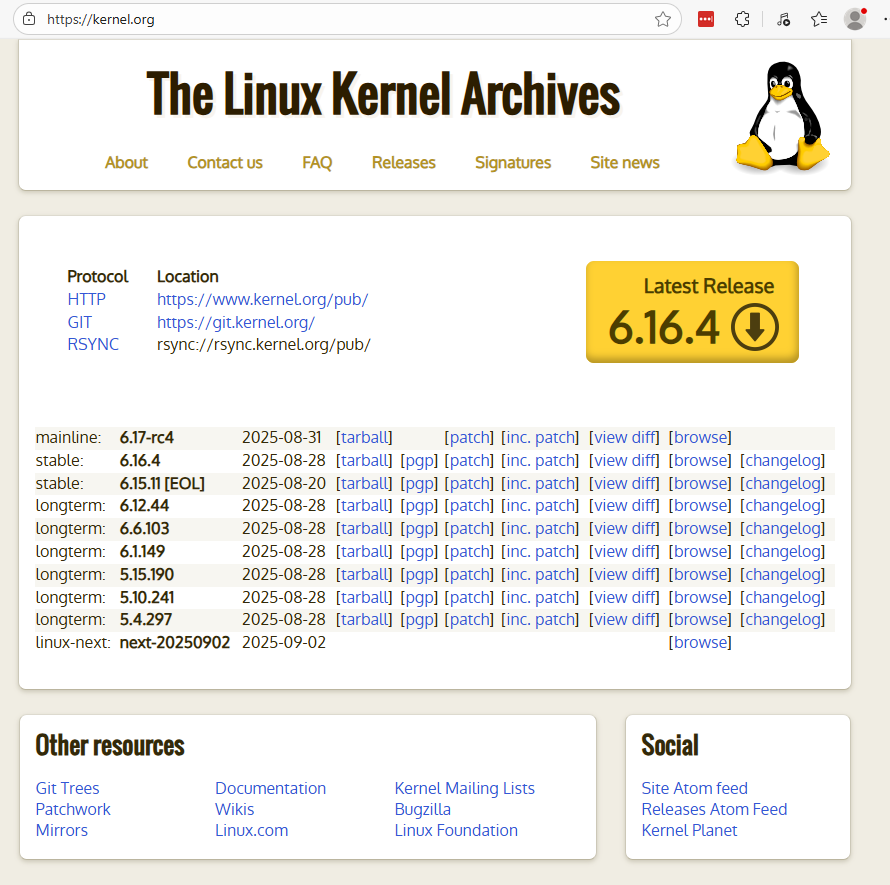 https://kernel.org
The Linux Kernel Archives
About Contact us FAQ Releases Signatures Site news
Protocol Location
HTTP https://www.kernel.org/pub/
GIT https://git.kernel.org/
RSYNC rsync://rsync.kernel.org/pub/
Latest Release
6.16.4
mainline: 6.17-rc4 2025-08-31 [tarball] [patch] [inc. patch] [view diff] [browse]
stable: 6.16.4 2025-08-28 [tarball] [pgp] [patch] [inc. patch] [view diff] [browse] [changelog]
stable: 6.15.11 [EOL] 2025-08-20 [tarball] [pgp] [patch] [inc. patch] [view diff] [browse] [changelog]
longterm: 6.12.44 2025-08-28 [tarball] [pgp] [patch] [inc. patch] [view diff] [browse] [changelog]
longterm: 6.6.103 2025-08-28 [tarball] [pgp] [patch] [inc. patch] [view diff] [browse] [changelog]
longterm: 6.1.149 2025-08-28 [tarball] [pgp] [patch] [inc. patch] [view diff] [browse] [changelog]
longterm: 5.15.190 2025-08-28 [tarball] [pgp] [patch] [inc. patch] [view diff] [browse] [changelog]
longterm: 5.10.241 2025-08-28 [tarball] [pgp] [patch] [inc. patch] [view diff] [browse] [changelog]
longterm: 5.4.297 2025-08-28 [tarball] [pgp] [patch] [inc. patch] [view diff] [browse] [changelog]
linux-next: next-20250902 2025-09-02 [browse]
Other resources
Git Trees Documentation Kernel Mailing Lists
Patchwork Wikis Bugzilla
Mirrors Linux.com Linux Foundation
Social
Site Atom feed
Releases Atom Feed
Kernel Planet